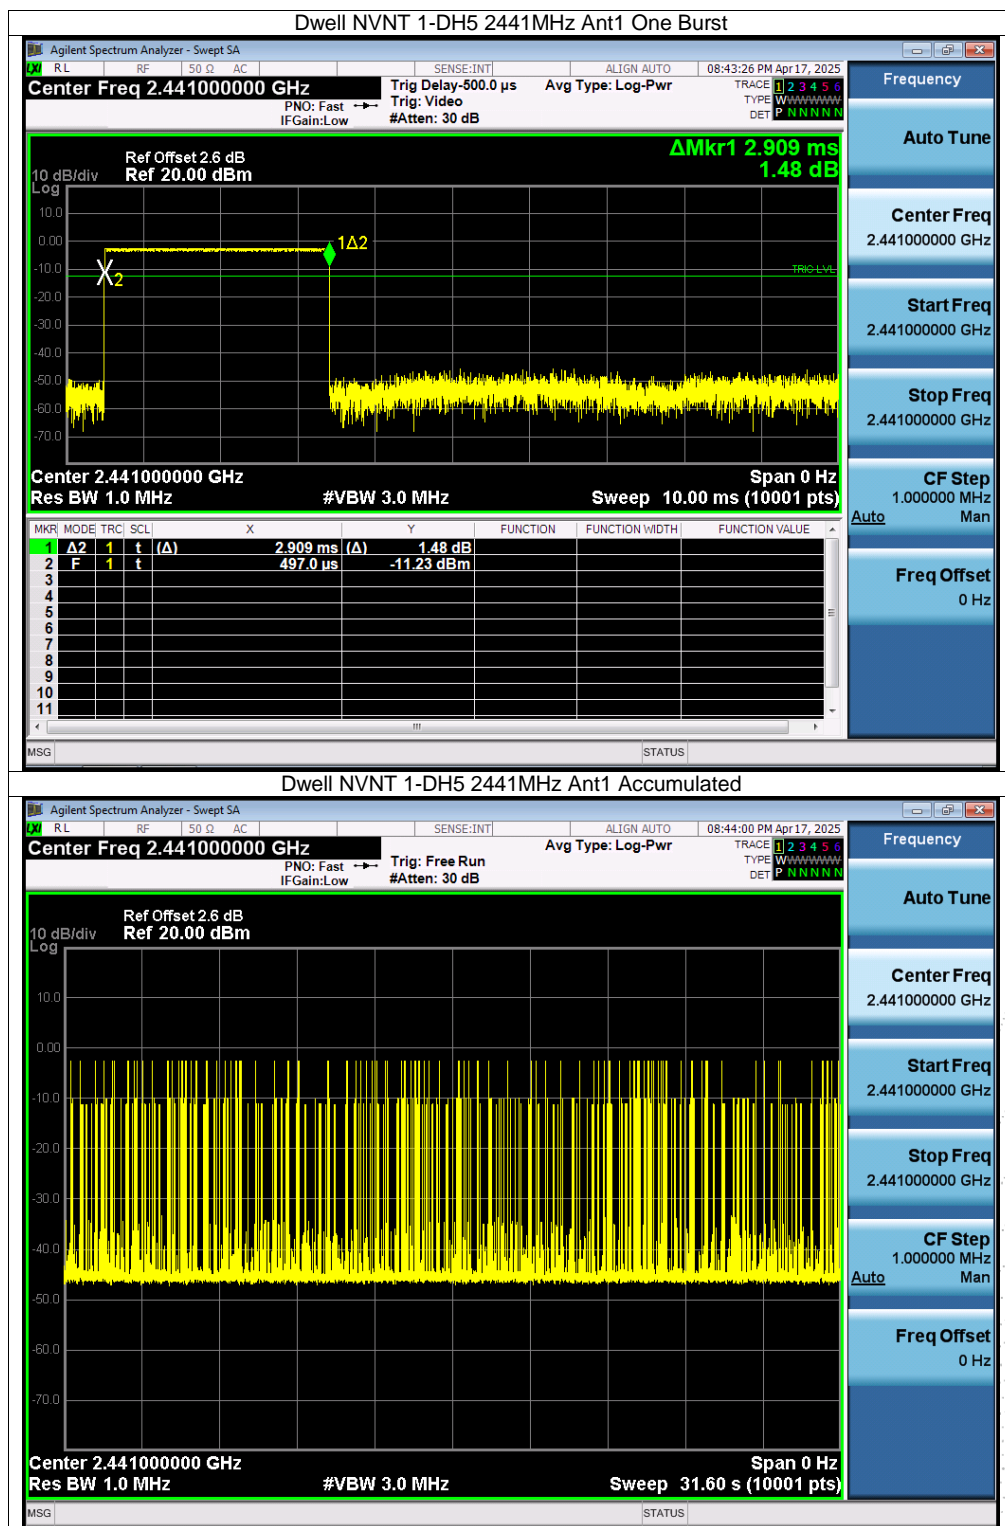 Dwell NVNT 1-DH5 2441MHz Ant1 One Burst
Agilent Spectrum Analyzer - Swept SA
LXI RL RF 50 Ω AC SENSE:INT ALIGN AUTO 08:43:26 PM Apr 17, 2025
Center Freq 2.441000000 GHz
PNO: Fast
IFGain:Low
Trig Delay-500.0 µs
Trig: Video
#Atten: 30 dB
Avg Type: Log-Pwr
TRACE 1 2 3 4 5 6
TYPE WWWWWW
DET P N N N N N
ΔMkr1 2.909 ms
1.48 dB
Ref Offset 2.6 dB
10 dB/div Ref 20.00 dBm
Log
10.0
0.00
-10.0
-20.0
-30.0
-40.0
-50.0
-60.0
-70.0
1Δ2
2
TRIG LVL
Center 2.441000000 GHz Span 0 Hz
Res BW 1.0 MHz #VBW 3.0 MHz Sweep 10.00 ms (10001 pts)
MKR MODE TRC SCL X Y FUNCTION FUNCTION WIDTH FUNCTION VALUE
1 Δ2 1 t (Δ) 2.909 ms (Δ) 1.48 dB
2 F 1 t 497.0 µs -11.23 dBm
3
4
5
6
7
8
9
10
11
MSG STATUS
Frequency
Auto Tune
Center Freq
2.441000000 GHz
Start Freq
2.441000000 GHz
Stop Freq
2.441000000 GHz
CF Step
1.000000 MHz
Auto Man
Freq Offset
0 Hz
Dwell NVNT 1-DH5 2441MHz Ant1 Accumulated
Agilent Spectrum Analyzer - Swept SA
LXI RL RF 50 Ω AC SENSE:INT ALIGN AUTO 08:44:00 PM Apr 17, 2025
Center Freq 2.441000000 GHz
PNO: Fast
IFGain:Low
Trig: Free Run
#Atten: 30 dB
Avg Type: Log-Pwr
TRACE 1 2 3 4 5 6
TYPE WWWWWW
DET P N N N N N
Ref Offset 2.6 dB
10 dB/div Ref 20.00 dBm
Log
10.0
0.00
-10.0
-20.0
-30.0
-40.0
-50.0
-60.0
-70.0
Center 2.441000000 GHz Span 0 Hz
Res BW 1.0 MHz #VBW 3.0 MHz Sweep 31.60 s (10001 pts)
MSG STATUS
Frequency
Auto Tune
Center Freq
2.441000000 GHz
Start Freq
2.441000000 GHz
Stop Freq
2.441000000 GHz
CF Step
1.000000 MHz
Auto Man
Freq Offset
0 Hz